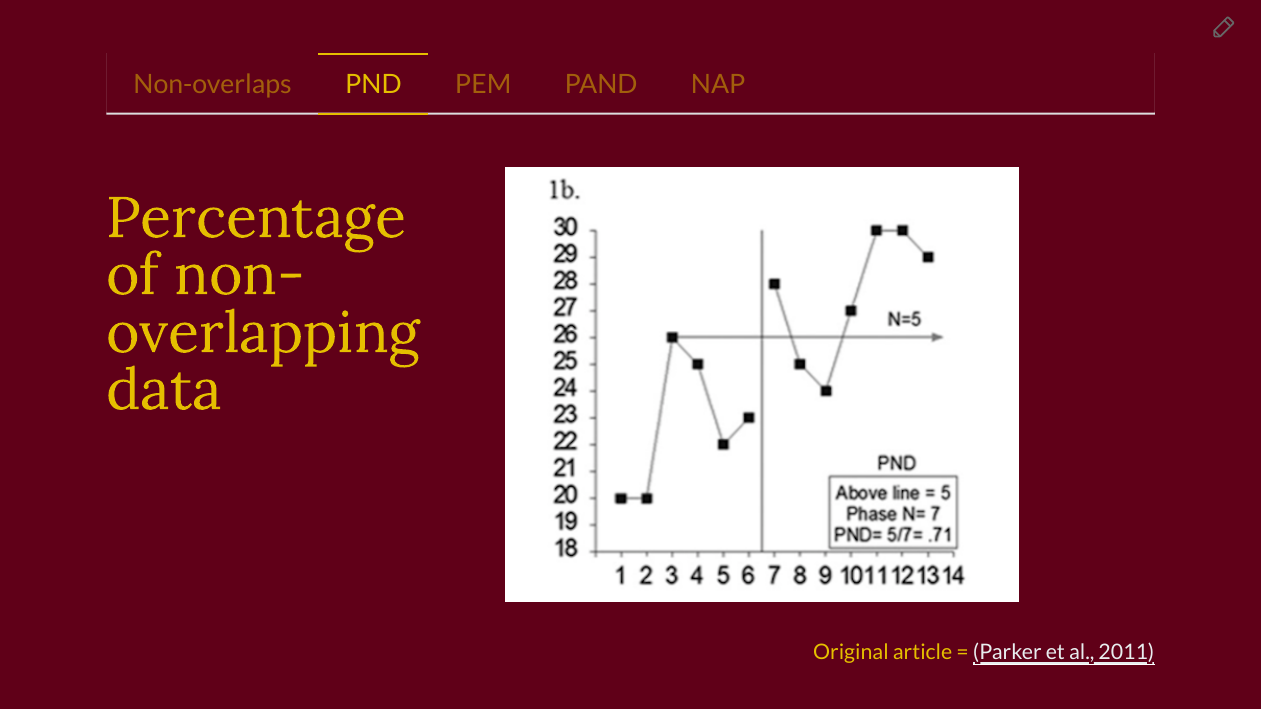 Non-overlaps PND PEM PAND NAP
Percentage
of non-
overlapping
data
1b.
30
29
28
27
26
25
24
23
22
21
20
19
18
N=5
PND
Above line = 5
Phase N= 7
PND= 5/7= .71
1 2 3 4 5 6 7 8 9 10 11 12 13 14
Original article = (Parker et al., 2011)